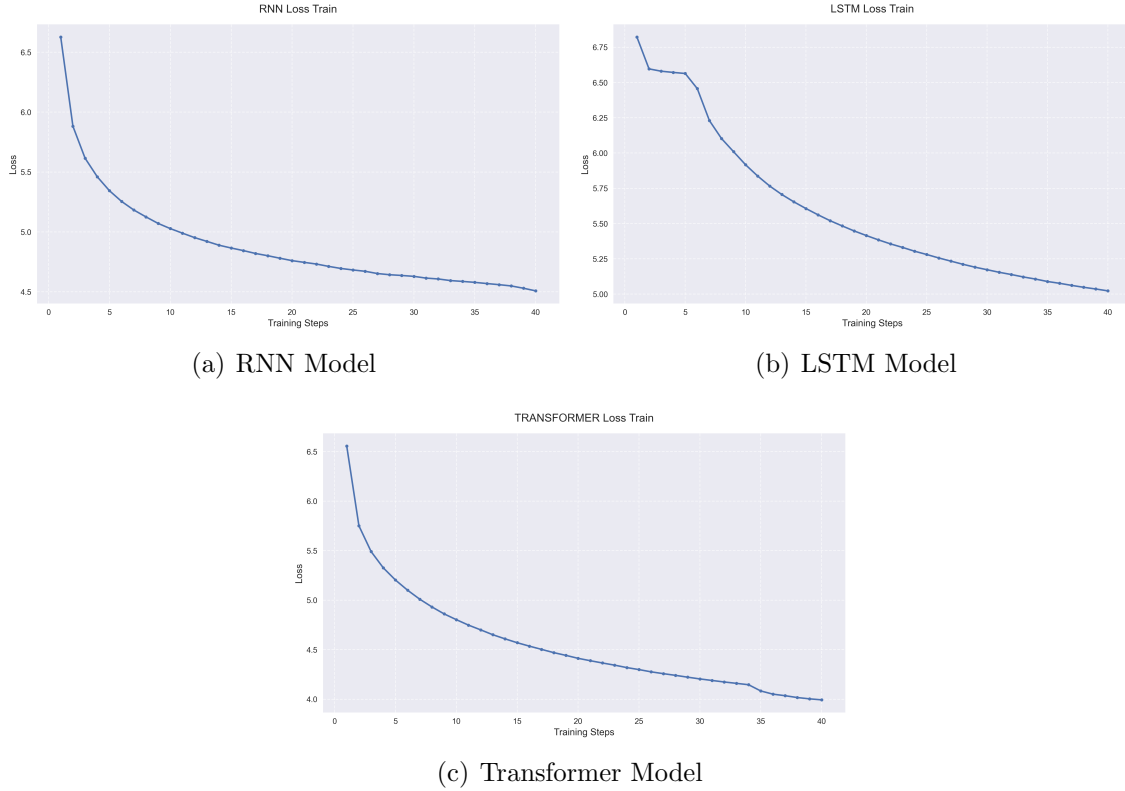 RNN Loss Train
6.5
6.0
5.5
5.0
4.5
Loss
0 5 10 15 20 25 30 35 40
Training Steps
(a) RNN Model
LSTM Loss Train
6.75
6.50
6.25
6.00
5.75
5.50
5.25
5.00
Loss
0 5 10 15 20 25 30 35 40
Training Steps
(b) LSTM Model
TRANSFORMER Loss Train
6.5
6.0
5.5
5.0
4.5
4.0
Loss
0 5 10 15 20 25 30 35 40
Training Steps
(c) Transformer Model